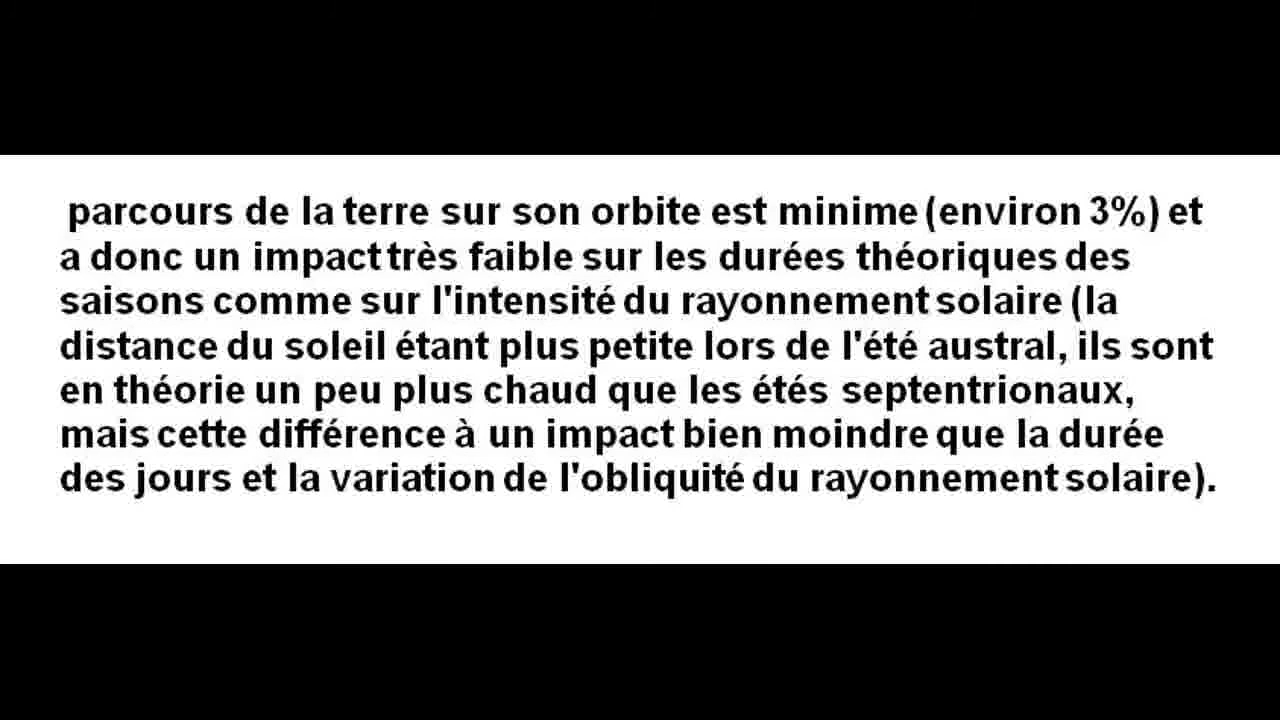 parcours de la terre sur son orbite est minime (environ 3%) et
a donc un impact très faible sur les durées théoriques des
saisons comme sur l'intensité du rayonnement solaire (la
distance du soleil étant plus petite lors de l'été austral, ils sont
en théorie un peu plus chaud que les étés septentrionaux,
mais cette différence à un impact bien moindre que la durée
des jours et la variation de l'obliquité du rayonnement solaire).